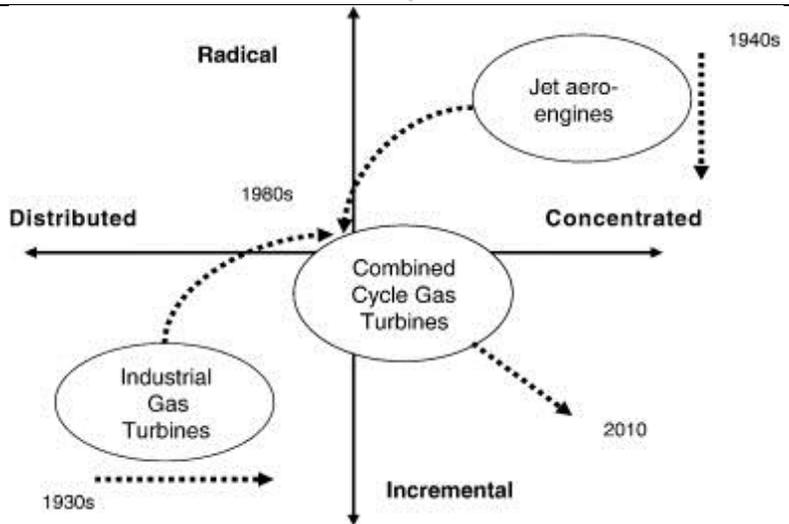 1940s
Radical
Jet aero-
engines
1980s
Distributed
Concentrated
Combined
Cycle Gas
Turbines
Industrial
Gas
Turbines
2010
1930s
Incremental